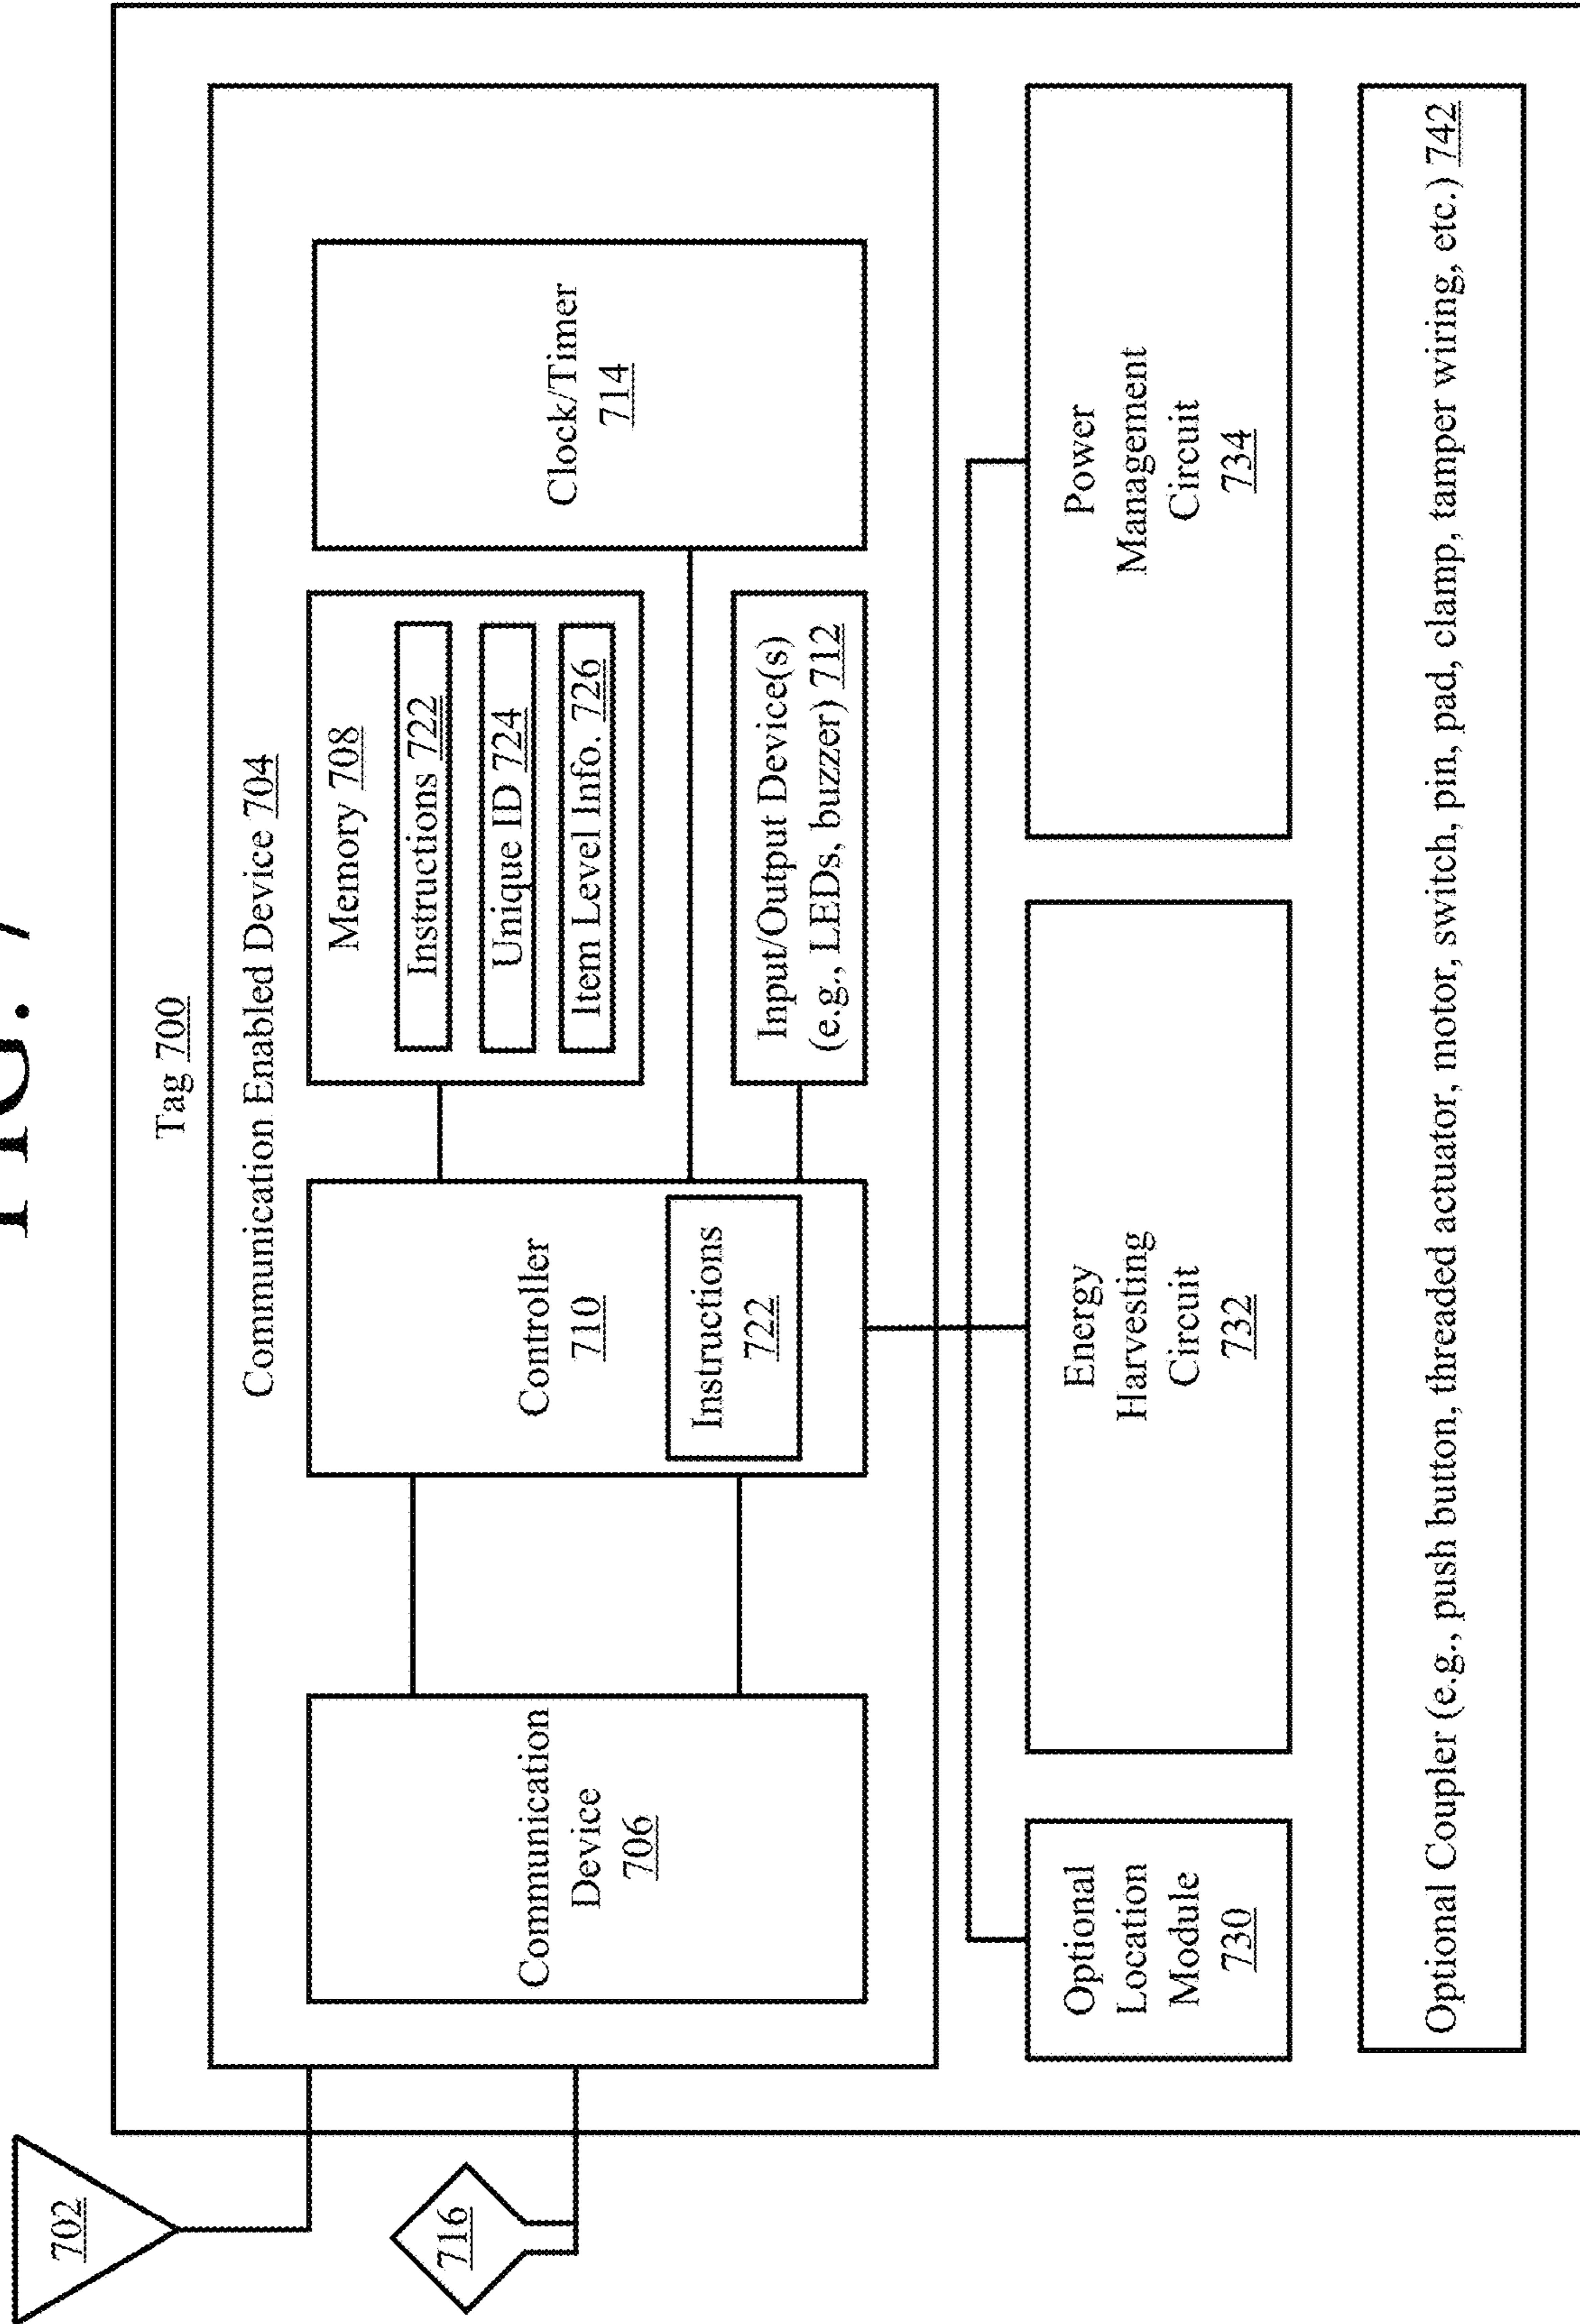 FIG. 7
Tag 700
Communication Enabled Device 704
702
716
Communication
Device
706
Controller
710
Instructions
722
Memory 708
Instructions 722
Unique ID 724
Item Level Info. 726
Input/Output Device(s)
(e.g., LEDs, buzzer) 712
Clock/Timer
714
Optional
Location
Module
730
Energy
Harvesting
Circuit
732
Power
Management
Circuit
734
Optional Coupler (e.g., push button, threaded actuator, motor, switch, pin, pad, clamp, tamper wiring, etc.) 742